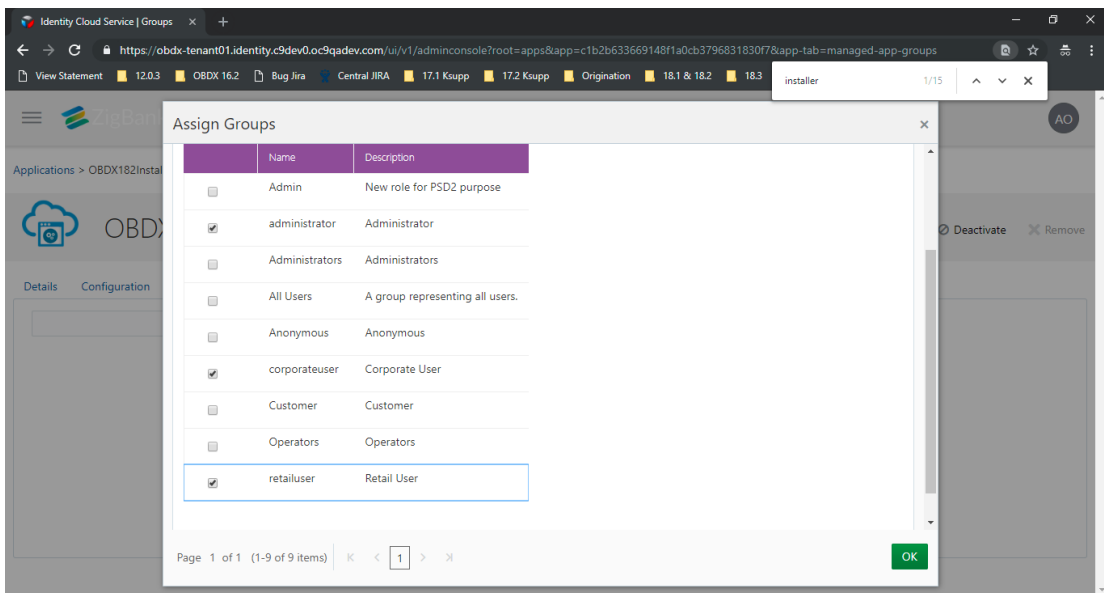 Identity Cloud Service | Groups
https://obdx-tenant01.identity.c9dev0.oc9qadev.com/ui/v1/adminconsole?root=apps&app=c1b2b633669148f1a0cb3796831830f7&app-tab=managed-app-groups
View Statement 12.0.3 OBDX 16.2 Bug Jira Central JIRA 17.1 Ksupp 17.2 Ksupp Origination 18.1 & 18.2 18.3
installer 1/15
ZigBank
AO
Assign Groups
Applications > OBDX182Instal
OBDX
Deactivate Remove
Details Configuration
Name Description
Admin New role for PSD2 purpose
administrator Administrator
Administrators Administrators
All Users A group representing all users.
Anonymous Anonymous
corporateuser Corporate User
Customer Customer
Operators Operators
retailuser Retail User
Page 1 of 1 (1-9 of 9 items) K < 1 > >|
OK